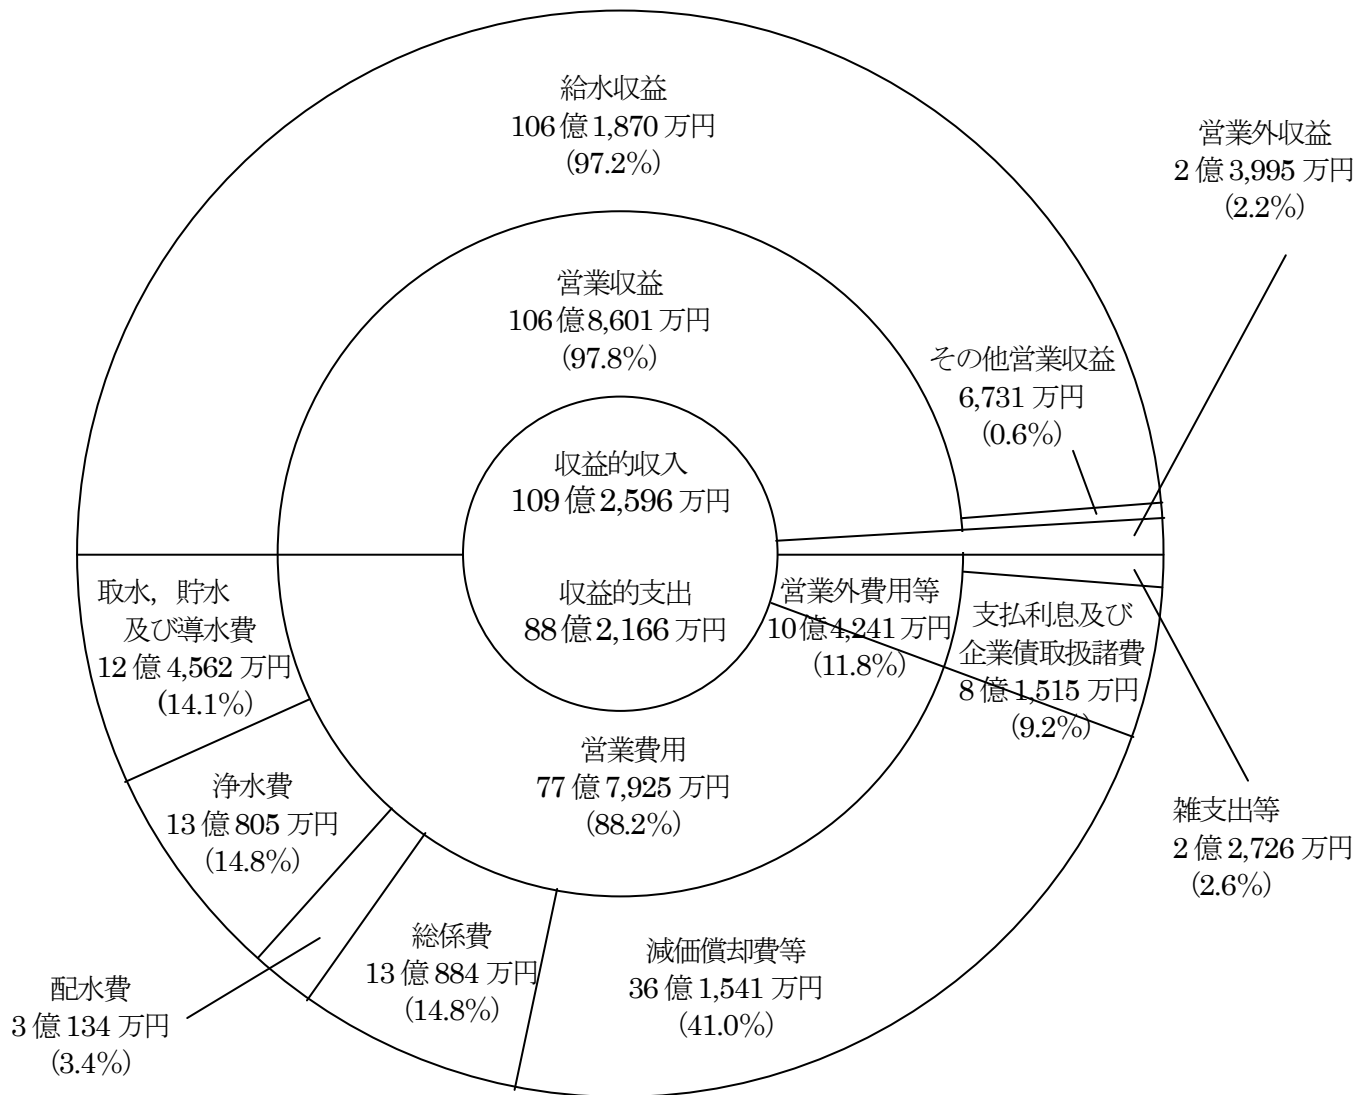 給水収益
106億1,870万円
(97.2%)
営業外収益
2億3,995万円
(2.2%)
営業収益
106億8,601万円
(97.8%)
その他営業収益
6,731万円
(0.6%)
収益的収入
109億2,596万円
収益的支出
88億2,166万円
営業外費用等
10億4,241万円
(11.8%)
支払利息及び
企業債取扱諸費
8億1,515万円
(9.2%)
取水，貯水
及び導水費
12億4,562万円
(14.1%)
営業費用
77億7,925万円
(88.2%)
浄水費
13億805万円
(14.8%)
雑支出等
2億2,726万円
(2.6%)
総係費
13億884万円
(14.8%)
減価償却費等
36億1,541万円
(41.0%)
配水費
3億134万円
(3.4%)